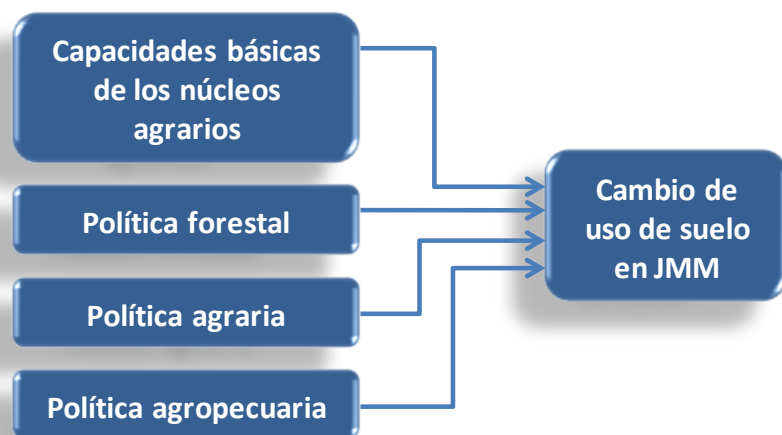 Capacidades básicas
de los núcleos
agrarios
Política forestal
Política agraria
Política agropecuaria
Cambio de
uso de suelo
en JMM